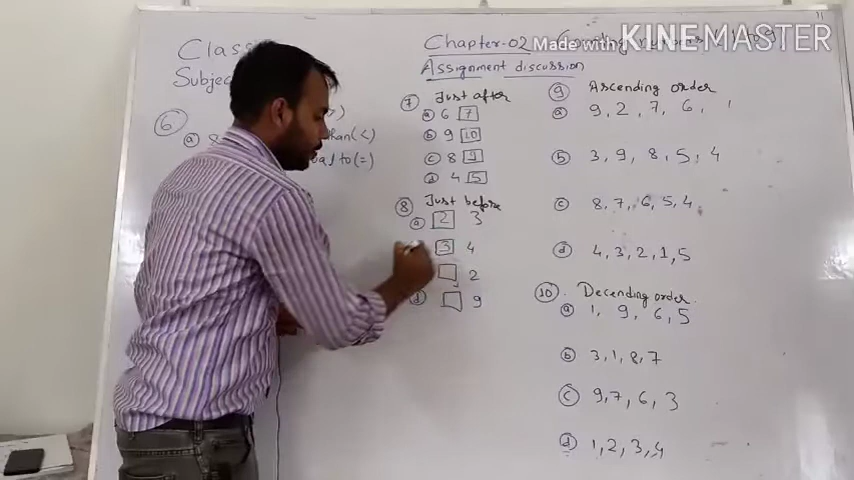 Class
Subje
6
a 8
than (<)
ual to (=)
Chapter-02
Made with KINEMASTER
Assignment discussion
7 Just after
a 6 7
b 9 10
c 8 9
d 4 5
8 Just before
a 2 3
3 4
2
d 9
9 Ascending order
a 9, 2, 7, 6, 1
b 3, 9, 8, 5, 4
c 8, 7, 6, 5, 4
d 4, 3, 2, 1, 5
10 Decending order
a 1, 9, 6, 5
b 3, 1, 8, 7
c 9, 7, 6, 3
d 1, 2, 3, 4